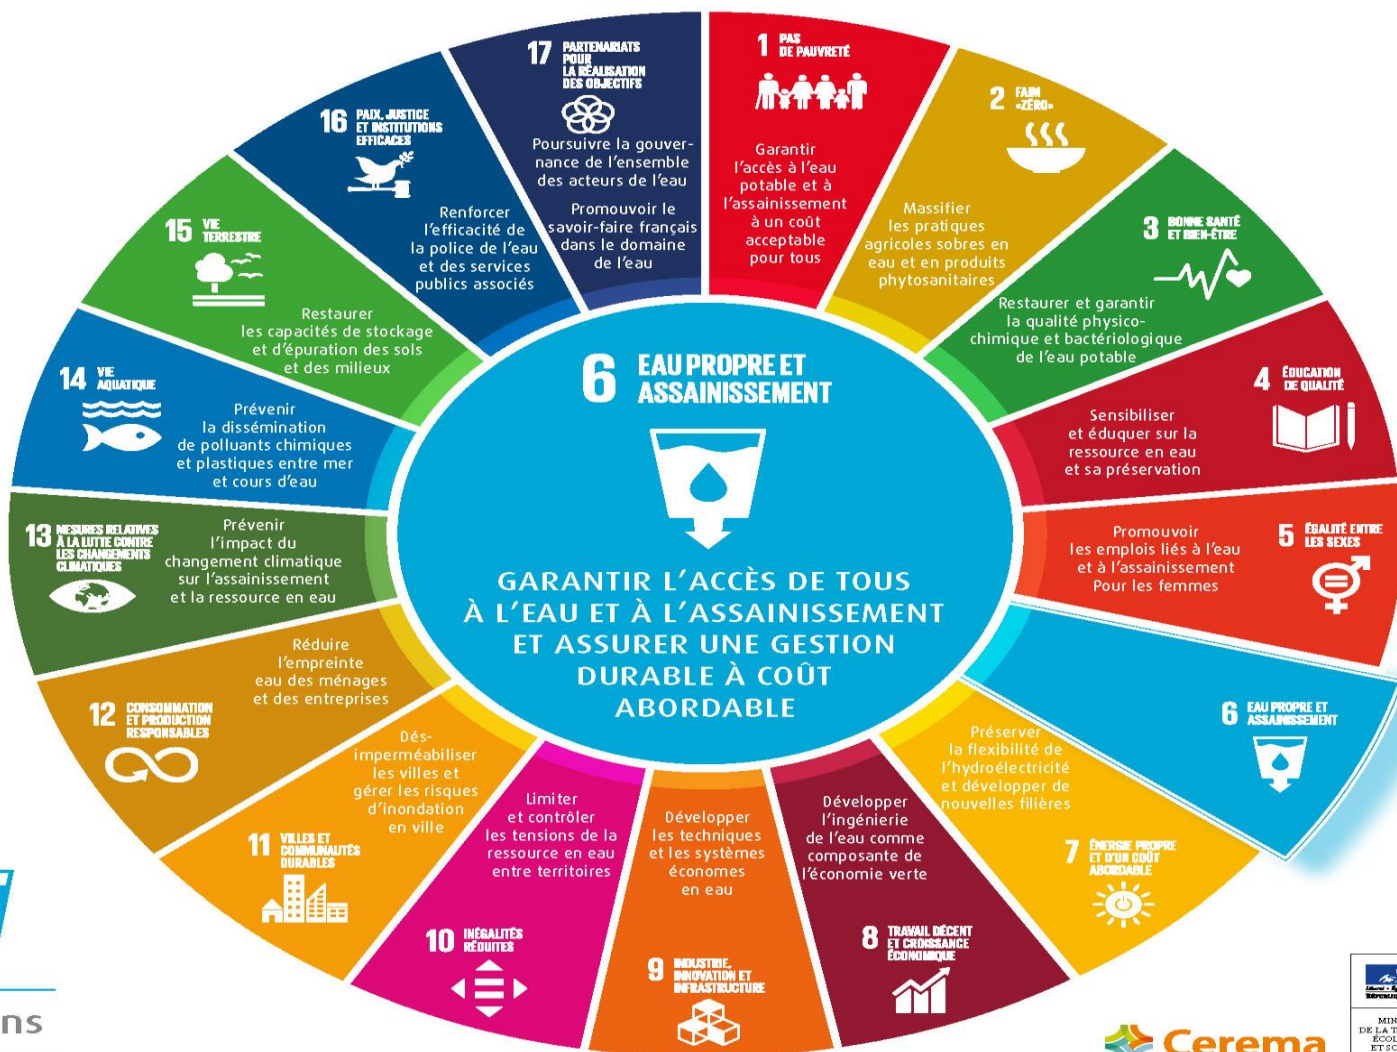 17 PARTENARIATS
POUR
LA RÉALISATION
DES OBJECTIFS
Poursuivre la gouver-
nance de l'ensemble
des acteurs de l'eau
Promouvoir le
savoir-faire français
dans le domaine
de l'eau
1 PAS
DE PAUVRETÉ
Garantir
l'accès à l'eau
potable et à
l'assainissement
à un coût
acceptable
pour tous
2 FAIM
«ZÉRO»
Massifier
les pratiques
agricoles sobres en
eau et en produits
phytosanitaires
3 BONNE SANTÉ
ET BIEN-ÊTRE
Restaurer et garantir
la qualité physico-
chimique et bactériologique
de l'eau potable
4 ÉDUCATION
DE QUALITÉ
Sensibiliser
et éduquer sur la
ressource en eau
et sa préservation
5 ÉGALITÉ ENTRE
LES SEXES
Promouvoir
les emplois liés à l'eau
et à l'assainissement
Pour les femmes
6 EAU PROPRE ET
ASSAINISSEMENT
7 ÉNERGIE PROPRE
ET D'UN COÛT
ABORDABLE
Préserver
la flexibilité de
l'hydroélectricité
et développer de
nouvelles filières
8 TRAVAIL DÉCENT
ET CROISSANCE
ÉCONOMIQUE
Développer
l'ingénierie
de l'eau comme
composante de
l'économie verte
9 INDUSTRIE,
INNOVATION ET
INFRASTRUCTURE
Développer
les techniques
et les systèmes
économes
en eau
10 INÉGALITÉS
RÉDUITES
Limiter
et contrôler
les tensions de la
ressource en eau
entre territoires
11 VILLES ET
COMMUNAUTÉS
DURABLES
Dés-
imperméabiliser
les villes et
gérer les risques
d'inondation
en ville
12 CONSOMMATION
ET PRODUCTION
RESPONSABLES
Réduire
l'empreinte
eau des ménages
et des entreprises
13 MESURES RELATIVES
À LA LUTTE CONTRE
LES CHANGEMENTS
CLIMATIQUES
Prévenir
l'impact du
changement climatique
sur l'assainissement
et la ressource en eau
14 VIE
AQUATIQUE
Prévenir
la dissémination
de polluants chimiques
et plastiques entre mer
et cours d'eau
15 VIE
TERRESTRE
Restaurer
les capacités de stockage
et d'épuration des sols
et des milieux
16 PAIX, JUSTICE
ET INSTITUTIONS
EFFICACES
Renforcer
l'efficacité de
la police de l'eau
et des services
publics associés
6 EAU PROPRE ET
ASSAINISSEMENT
GARANTIR L'ACCÈS DE TOUS
À L'EAU ET À L'ASSAINISSEMENT
ET ASSURER UNE GESTION
DURABLE À COÛT
ABORDABLE
ns
Cerema
MIN
DE LA T
ÉCO
ET SO